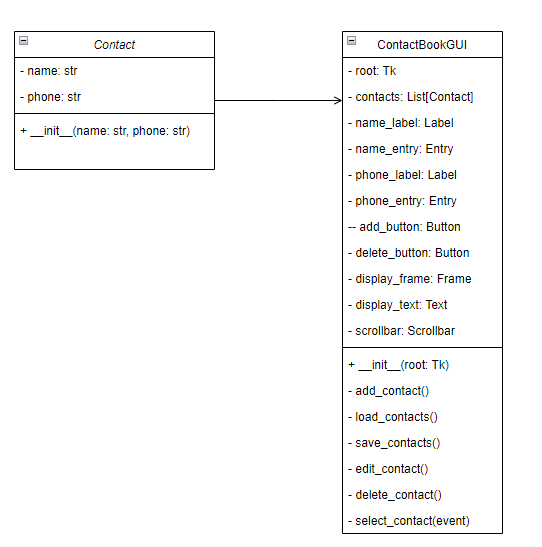 Contact
- name: str
- phone: str
+ __init__(name: str, phone: str)
ContactBookGUI
- root: Tk
- contacts: List[Contact]
- name_label: Label
- name_entry: Entry
- phone_label: Label
- phone_entry: Entry
-- add_button: Button
- delete_button: Button
- display_frame: Frame
- display_text: Text
- scrollbar: Scrollbar
+ __init__(root: Tk)
- add_contact()
- load_contacts()
- save_contacts()
- edit_contact()
- delete_contact()
- select_contact(event)